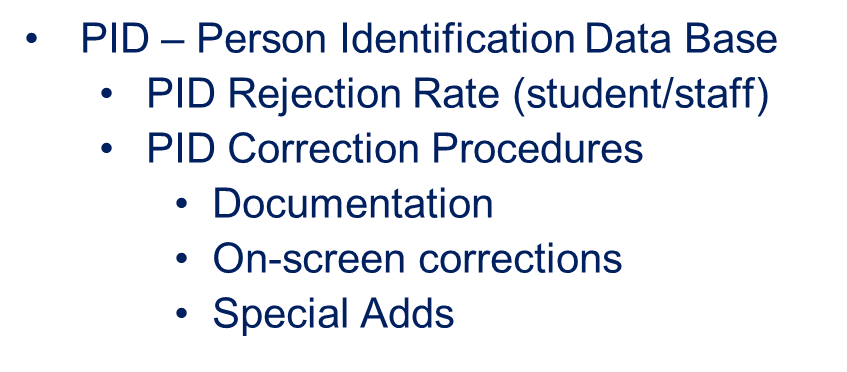 • PID – Person Identification Data Base
• PID Rejection Rate (student/staff)
• PID Correction Procedures
• Documentation
• On-screen corrections
• Special Adds